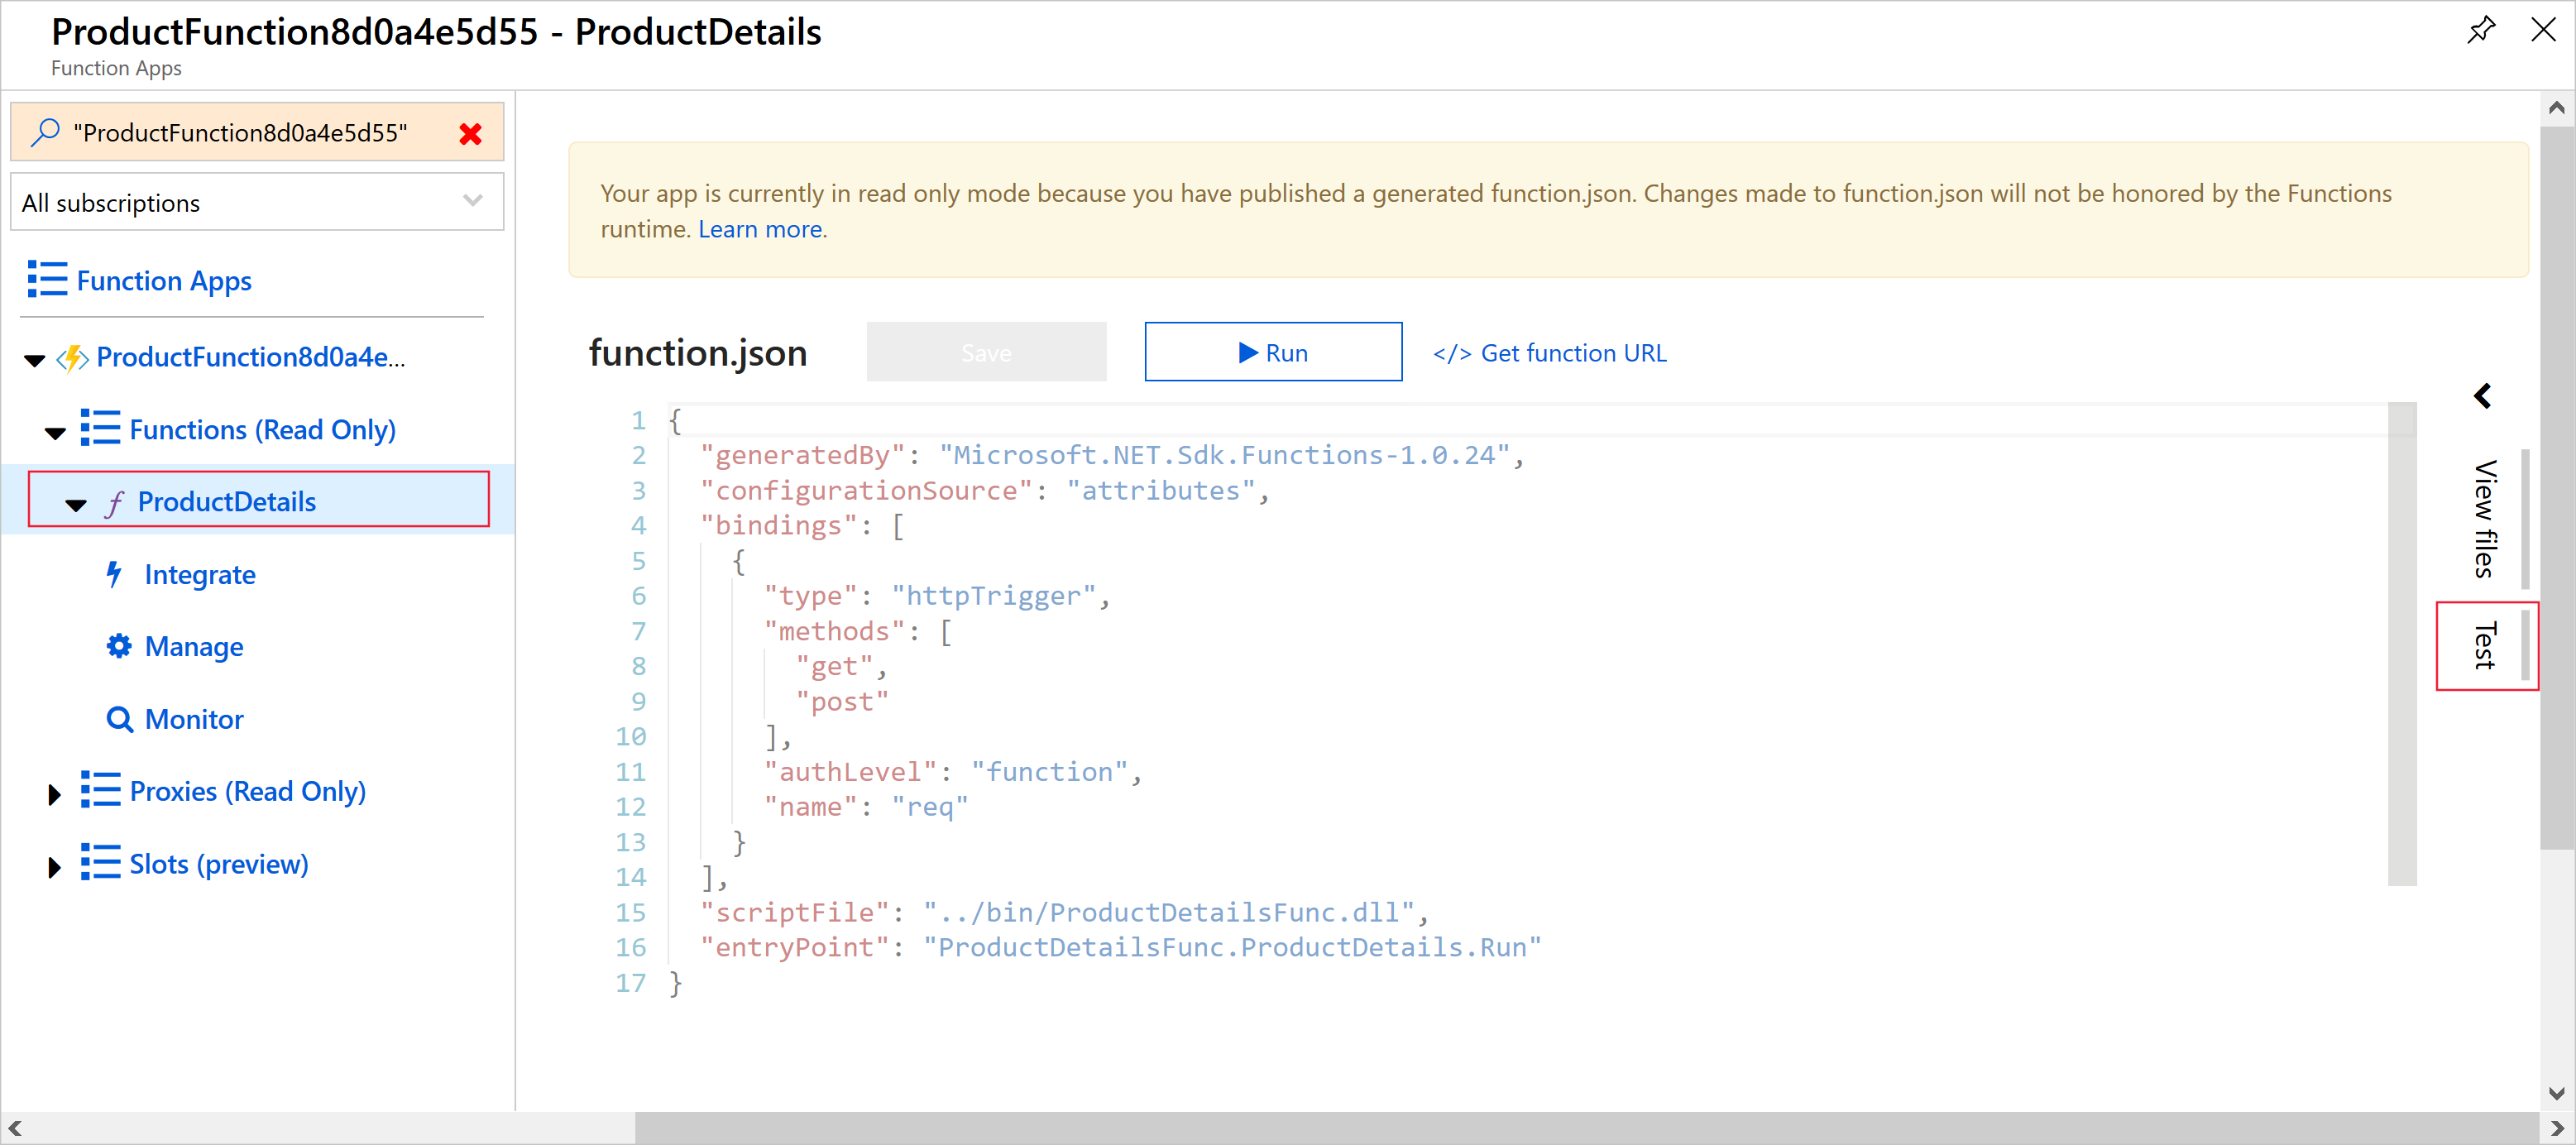 ProductFunction8d0a4e5d55 - ProductDetails
Function Apps
"ProductFunction8d0a4e5d55"
All subscriptions
Function Apps
ProductFunction8d0a4e...
Functions (Read Only)
ProductDetails
Integrate
Manage
Monitor
Proxies (Read Only)
Slots (preview)
Your app is currently in read only mode because you have published a generated function.json. Changes made to function.json will not be honored by the Functions
runtime. Learn more.
function.json Save Run </> Get function URL
1 {
2 "generatedBy": "Microsoft.NET.Sdk.Functions-1.0.24",
3 "configurationSource": "attributes",
4 "bindings": [
5 {
6 "type": "httpTrigger",
7 "methods": [
8 "get",
9 "post"
10 ],
11 "authLevel": "function",
12 "name": "req"
13 }
14 ],
15 "scriptFile": "../bin/ProductDetailsFunc.dll",
16 "entryPoint": "ProductDetailsFunc.ProductDetails.Run"
17 }
View files
Test